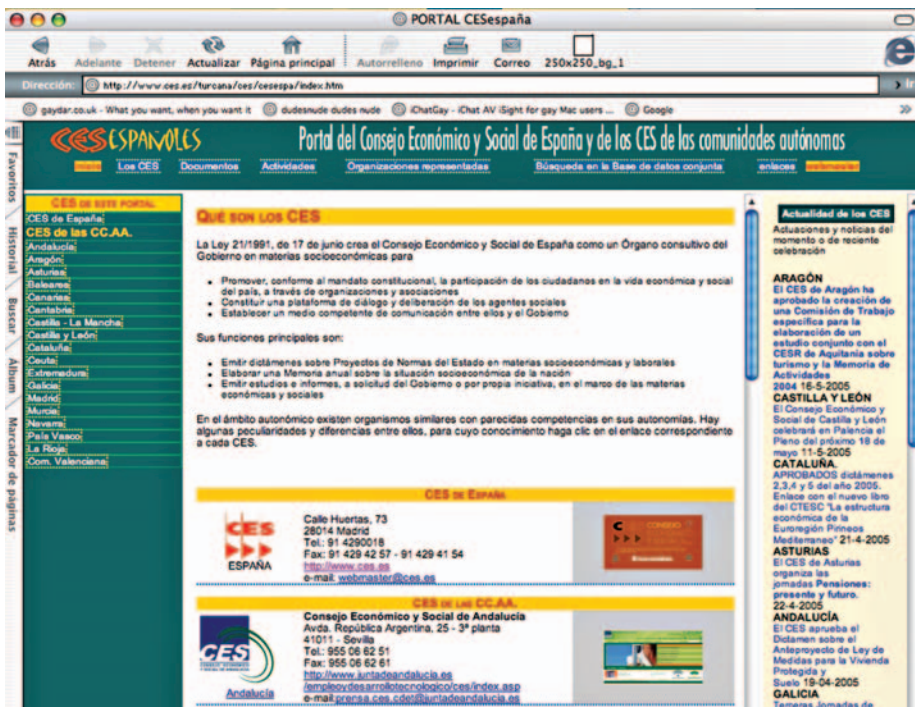 PORTAL CESespaña
Atrás Adelante Detener Actualizar Página principal Autorrelleno Imprimir Correo 250x250_bg_1
Dirección: http://www.ces.es/turcana/ces/cesespa/index.htm
gaydar.co.uk - What you want, when you want it dudesnude dudes nude iChatGay - iChat AV iSight for gay Mac users ... Google
Favoritos
Historial
Buscar
Álbum
Marcador de páginas
CES ESPAÑOLES
Portal del Consejo Económico y Social de España y de los CES de las comunidades autónomas
Los CES Documentos Actividades Organizaciones representadas Búsqueda en la Base de datos conjunta enlaces
CES DE ESTE PORTAL
CES de España
CES de las CC.AA.
Andalucía
Aragón
Asturias
Baleares
Canarias
Cantabria
Castilla - La Mancha
Castilla y León
Cataluña
Ceuta
Extremadura
Galicia
Madrid
Murcia
Navarra
País Vasco
La Rioja
Com. Valenciana
QUÉ SON LOS CES
La Ley 21/1991, de 17 de junio crea el Consejo Económico y Social de España como un Órgano consultivo del
Gobierno en materias socioeconómicas para
Promover, conforme al mandato constitucional, la participación de los ciudadanos en la vida económica y social
del país, a través de organizaciones y asociaciones
Constituir una plataforma de diálogo y deliberación de los agentes sociales
Establecer un medio competente de comunicación entre ellos y el Gobierno
Sus funciones principales son:
Emitir dictámenes sobre Proyectos de Normas del Estado en materias socioeconómicas y laborales
Elaborar una Memoria anual sobre la situación socioeconómica de la nación
Emitir estudios e informes, a solicitud del Gobierno o por propia iniciativa, en el marco de las materias
económicas y sociales
En el ámbito autonómico existen organismos similares con parecidas competencias en sus autonomías. Hay
algunas peculiaridades y diferencias entre ellos, para cuyo conocimiento haga clic en el enlace correspondiente
a cada CES.
CES DE ESPAÑA
CES
ESPAÑA
Calle Huertas, 73
28014 Madrid
Tel.: 91 4290018
Fax: 91 429 42 57 - 91 429 41 54
http://www.ces.es
e-mail: webmaster@ces.es
CES DE LAS CC.AA.
CES
Andalucía
Consejo Económico y Social de Andalucía
Avda. República Argentina, 25 - 3ª planta
41011 - Sevilla
Tel.: 955 06 62 51
Fax: 955 06 62 61
http://www.juntadeandalucia.es
/empleoydesarrollotecnologico/ces/index.asp
e-mail:prensa.ces.cdet@juntadeandalucia.es
Actualidad de los CES
Actuaciones y noticias del
momento o de reciente
celebración
ARAGÓN
El CES de Aragón ha
aprobado la creación de
una Comisión de Trabajo
específica para la
elaboración de un
estudio conjunto con el
CESR de Aquitania sobre
turismo y la Memoria de
Actividades
2004 16-5-2005
CASTILLA Y LEÓN
El Consejo Económico y
Social de Castilla y León
celebrará en Palencia el
Pleno del próximo 18 de
mayo 11-5-2005
CATALUÑA.
APROBADOS dictámenes
2,3,4 y 5 del año 2005.
Enlace con el nuevo libro
del CTESC "La estructura
económica de la
Euroregión Pirineos
Mediterraneo" 21-4-2005
ASTURIAS
El CES de Asturias
organiza las
jornadas Pensiones:
presente y futuro.
22-4-2005
ANDALUCÍA
El CES aprueba el
Dictamen sobre el
Anteproyecto de Ley de
Medidas para la Vivienda
Protegida y
Suelo 19-04-2005
GALICIA